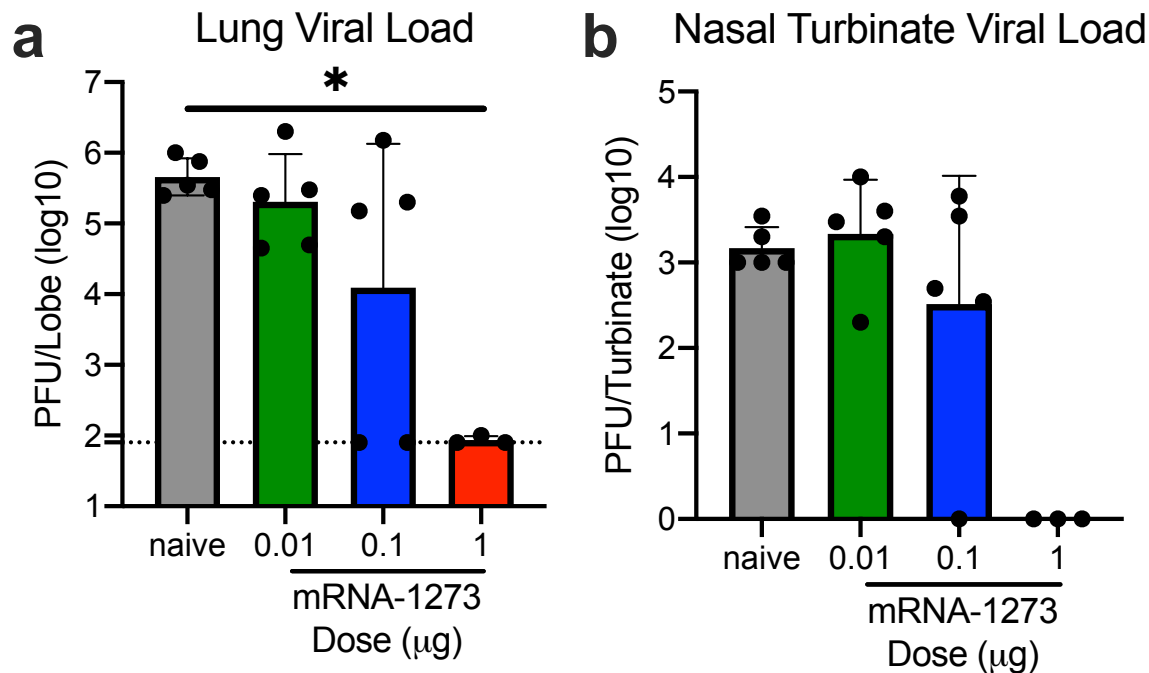 a
Lung Viral Load
*
PFU/Lobe (log10)
7
6
5
4
3
2
1
naive 0.01 0.1 1
mRNA-1273
Dose (μg)
b
Nasal Turbinate Viral Load
PFU/Turbinate (log10)
5
4
3
2
1
0
naive 0.01 0.1 1
mRNA-1273
Dose (μg)